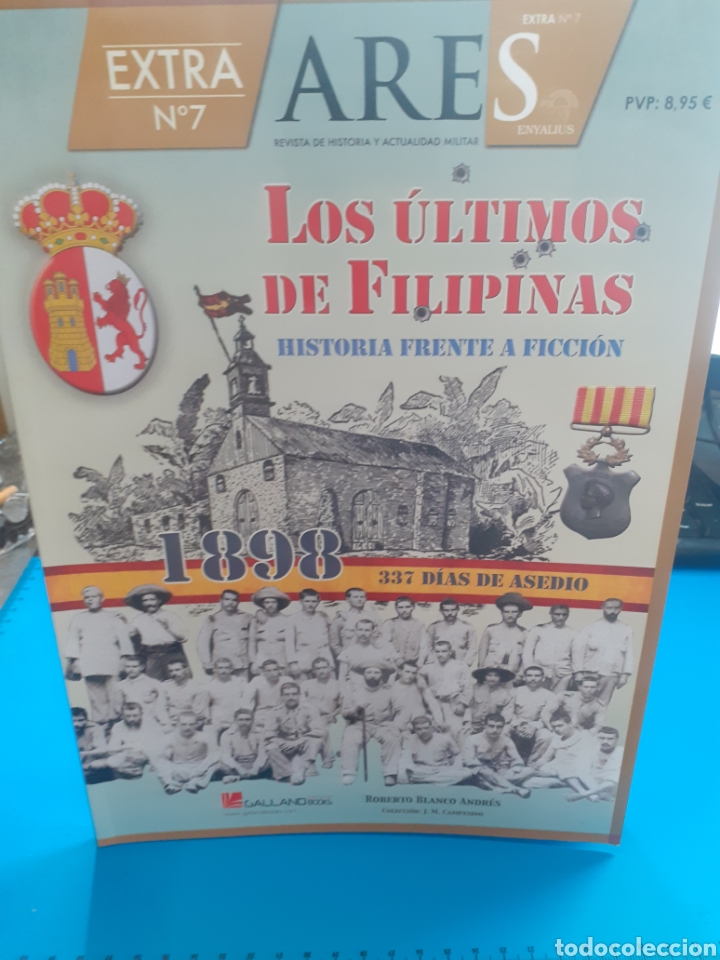 EXTRA
Nº7
ARES
EXTRA Nº 7
ENYALIUS
REVISTA DE HISTORIA Y ACTUALIDAD MILITAR
PVP: 8,95 €
LOS ÚLTIMOS
DE FILIPINAS
HISTORIA FRENTE A FICCIÓN
1898
337 DÍAS DE ASEDIO
GALLAND BOOKS
ROBERTO BLANCO ANDRÉS
todocoleccion